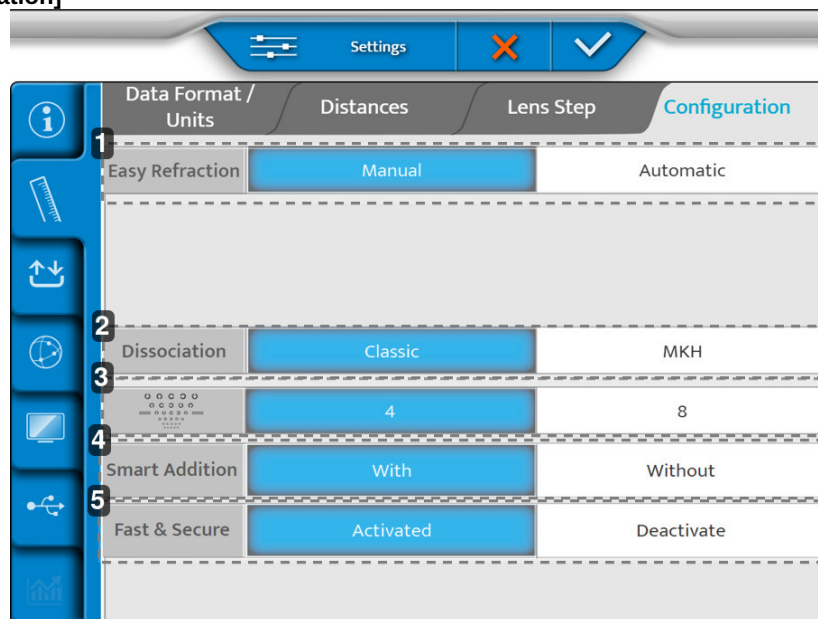 ation]
Settings
Data Format /
Units
Distances
Lens Step
Configuration
1
Easy Refraction
Manual
Automatic
2
Dissociation
Classic
MKH
3
4
8
4
Smart Addition
With
Without
5
Fast & Secure
Activated
Deactivate